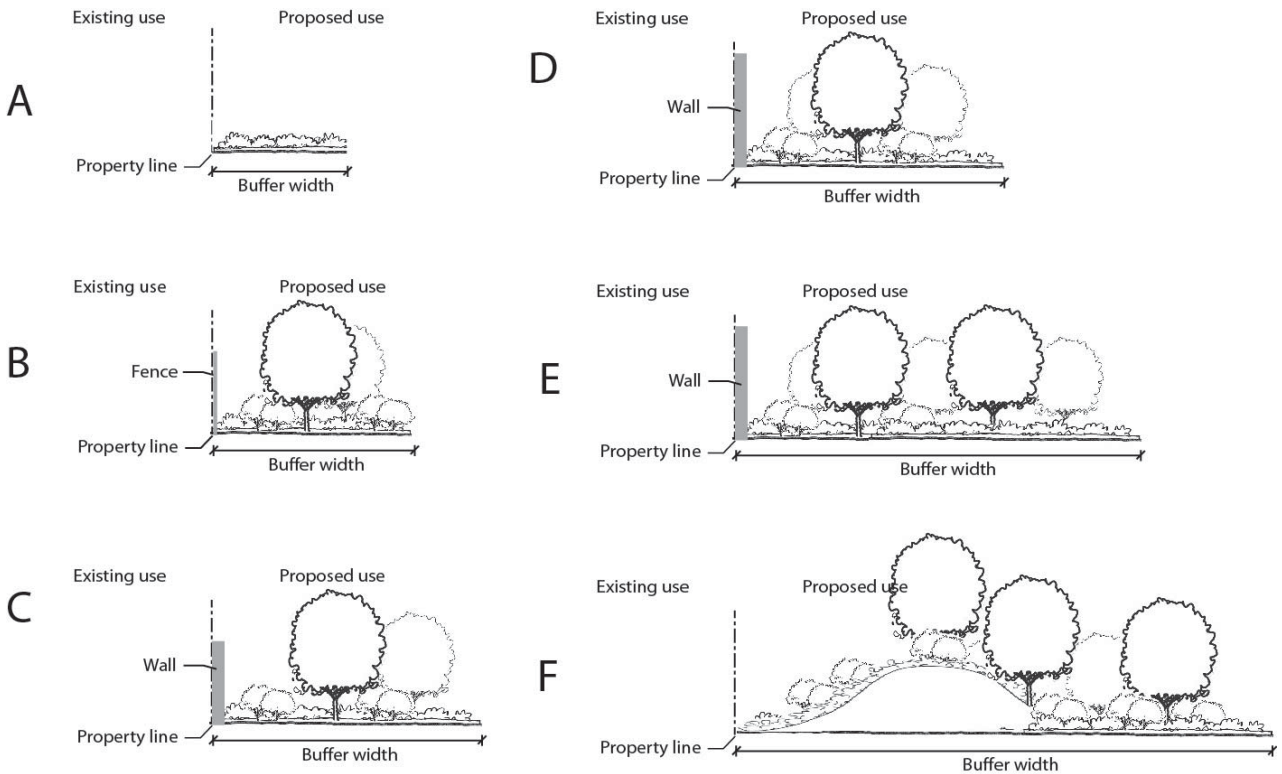 Existing use
Proposed use
A
Property line
Buffer width
Existing use
Proposed use
B
Fence
Property line
Buffer width
Existing use
Proposed use
C
Wall
Property line
Buffer width
Existing use
Proposed use
D
Wall
Property line
Buffer width
Existing use
Proposed use
E
Wall
Property line
Buffer width
Existing use
Proposed use
F
Property line
Buffer width